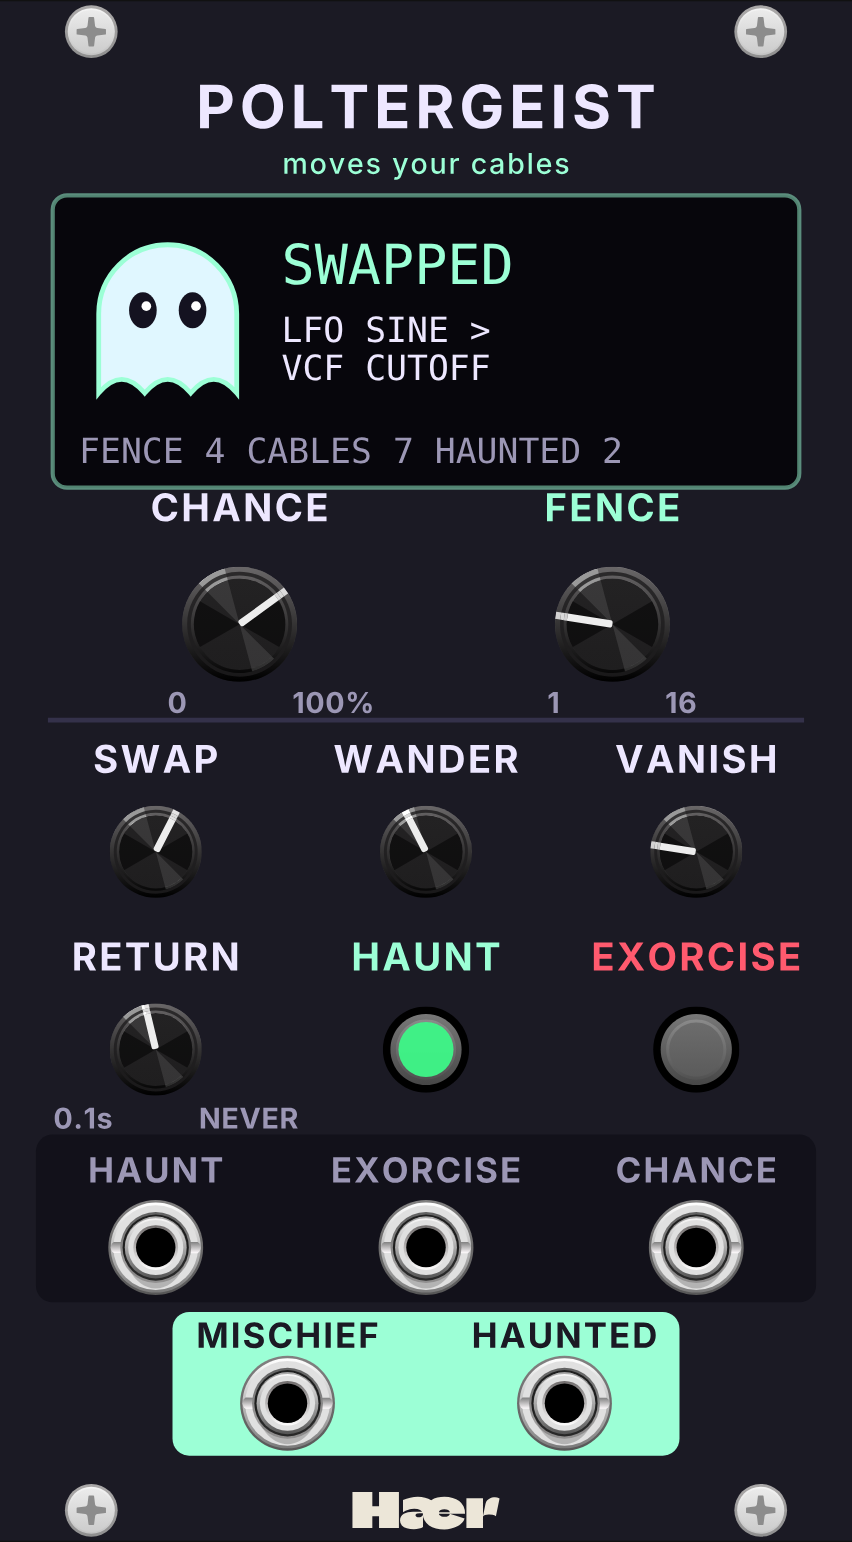 POLTERGEIST
moves your cables
SWAPPED
LFO SINE >
VCF CUTOFF
FENCE 4 CABLES 7 HAUNTED 2
CHANCE FENCE
0 100% 1 16
SWAP WANDER VANISH
RETURN HAUNT EXORCISE
0.1s NEVER
HAUNT EXORCISE CHANCE
MISCHIEF HAUNTED
Hær